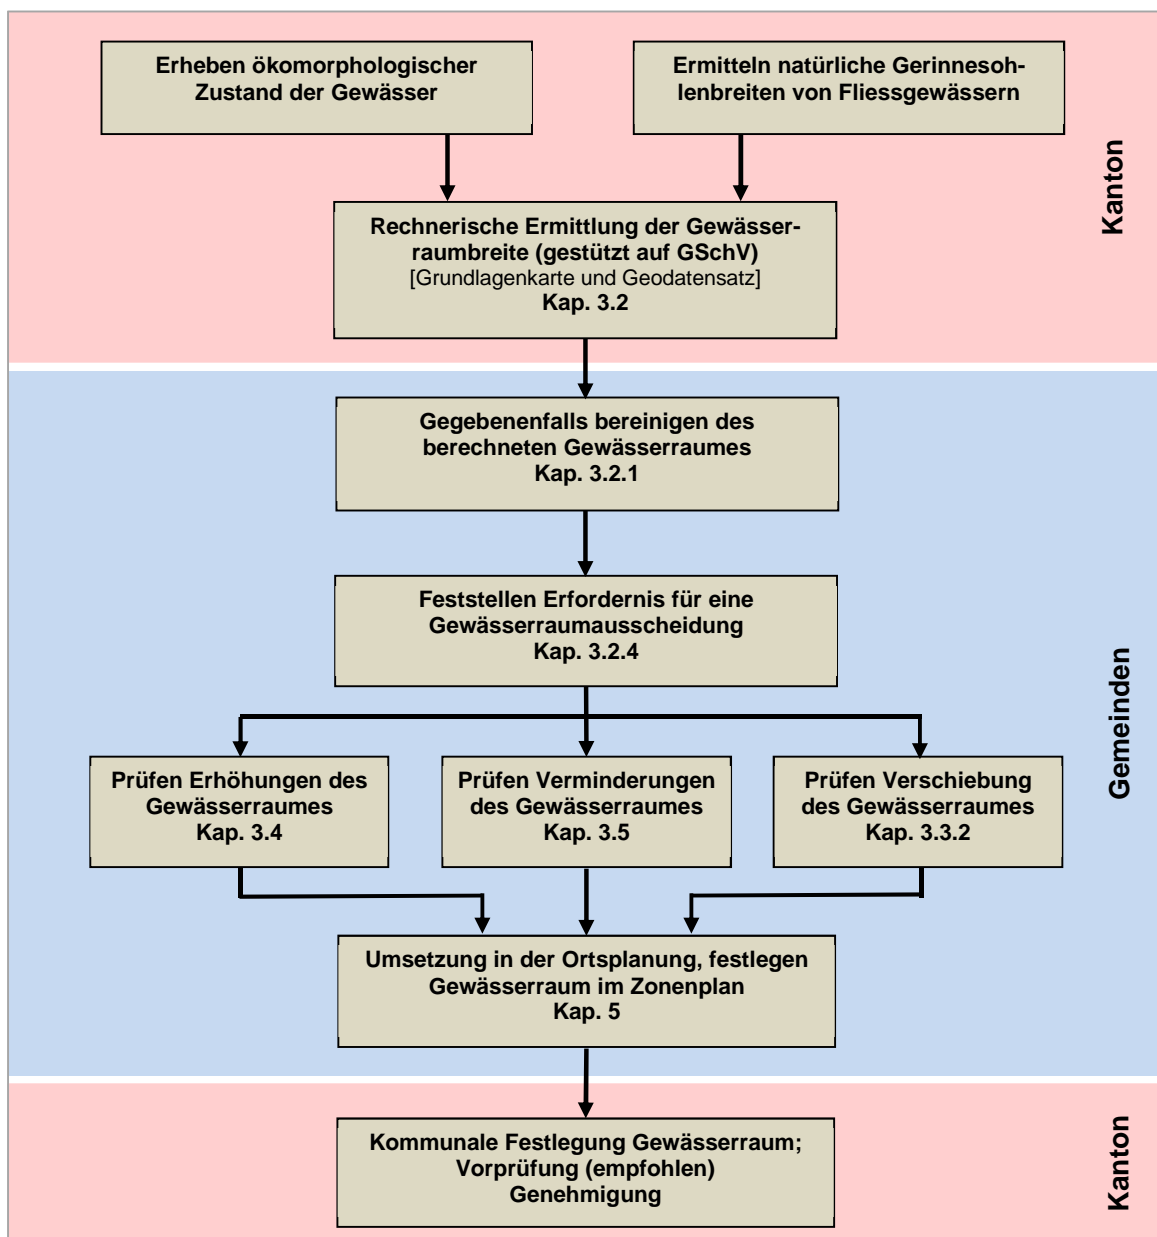 Erheben ökomorphologischer
Zustand der Gewässer
Ermitteln natürliche Gerinnesoh-
lenbreiten von Fliessgewässern
Kanton
Rechnerische Ermittlung der Gewässer-
raumbreite (gestützt auf GSchV)
[Grundlagenkarte und Geodatensatz]
Kap. 3.2
Gegebenenfalls bereinigen des
berechneten Gewässerraumes
Kap. 3.2.1
Feststellen Erfordernis für eine
Gewässerraumausscheidung
Kap. 3.2.4
Gemeinden
Prüfen Erhöhungen des
Gewässerraumes
Kap. 3.4
Prüfen Verminderungen
des Gewässerraumes
Kap. 3.5
Prüfen Verschiebung
des Gewässerraumes
Kap. 3.3.2
Umsetzung in der Ortsplanung, festlegen
Gewässerraum im Zonenplan
Kap. 5
Kommunale Festlegung Gewässerraum;
Vorprüfung (empfohlen)
Genehmigung
Kanton